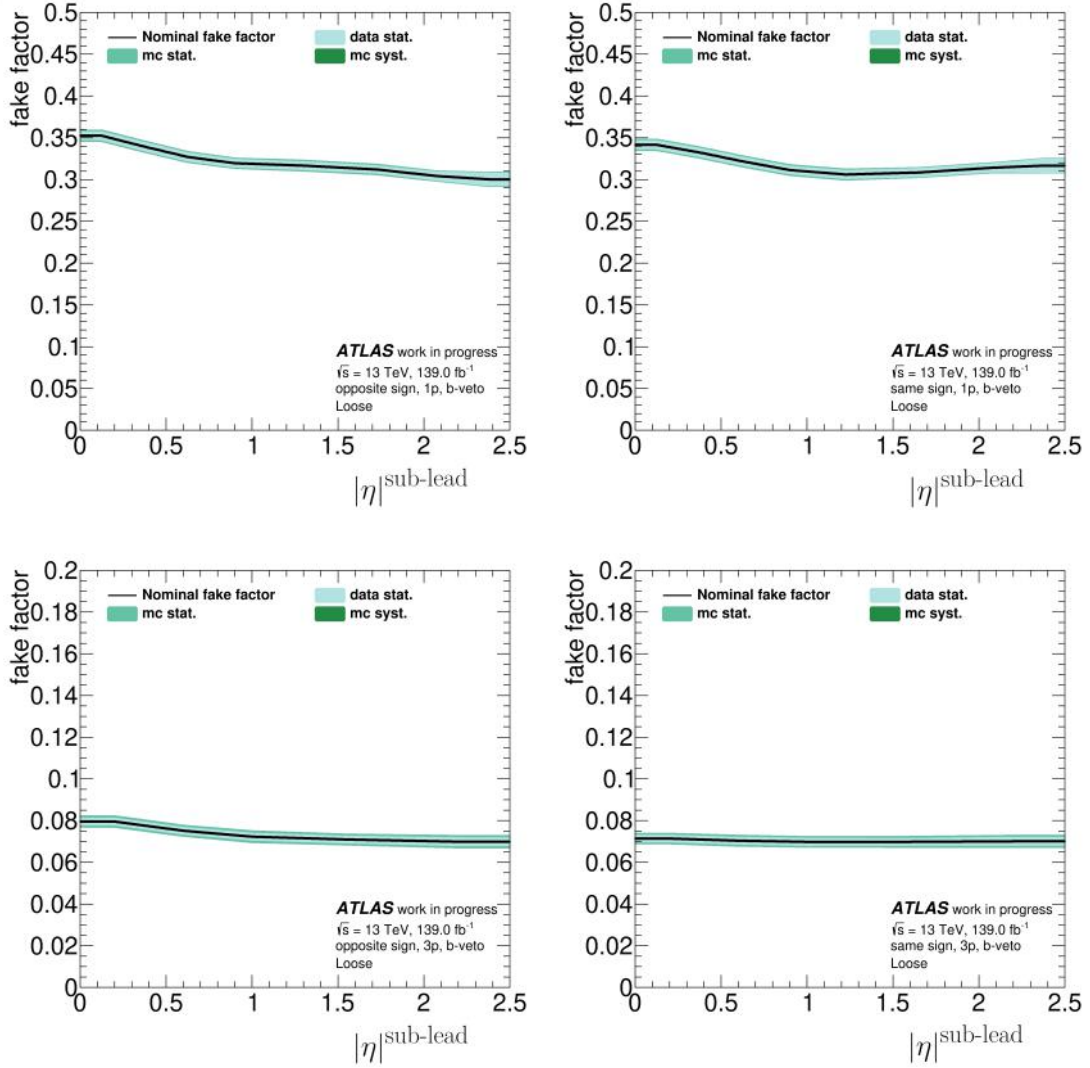 0.5
0.45
0.4
0.35
0.3
0.25
0.2
0.15
0.1
0.05
0
fake factor
Nominal fake factor
data stat.
mc stat.
mc syst.
ATLAS work in progress
√s = 13 TeV, 139.0 fb⁻¹
opposite sign, 1p, b-veto
Loose
0 0.5 1 1.5 2 2.5
|η|^sub-lead
0.5
0.45
0.4
0.35
0.3
0.25
0.2
0.15
0.1
0.05
0
fake factor
Nominal fake factor
data stat.
mc stat.
mc syst.
ATLAS work in progress
√s = 13 TeV, 139.0 fb⁻¹
same sign, 1p, b-veto
Loose
0 0.5 1 1.5 2 2.5
|η|^sub-lead
0.2
0.18
0.16
0.14
0.12
0.1
0.08
0.06
0.04
0.02
0
fake factor
Nominal fake factor
data stat.
mc stat.
mc syst.
ATLAS work in progress
√s = 13 TeV, 139.0 fb⁻¹
opposite sign, 3p, b-veto
Loose
0 0.5 1 1.5 2 2.5
|η|^sub-lead
0.2
0.18
0.16
0.14
0.12
0.1
0.08
0.06
0.04
0.02
0
fake factor
Nominal fake factor
data stat.
mc stat.
mc syst.
ATLAS work in progress
√s = 13 TeV, 139.0 fb⁻¹
same sign, 3p, b-veto
Loose
0 0.5 1 1.5 2 2.5
|η|^sub-lead